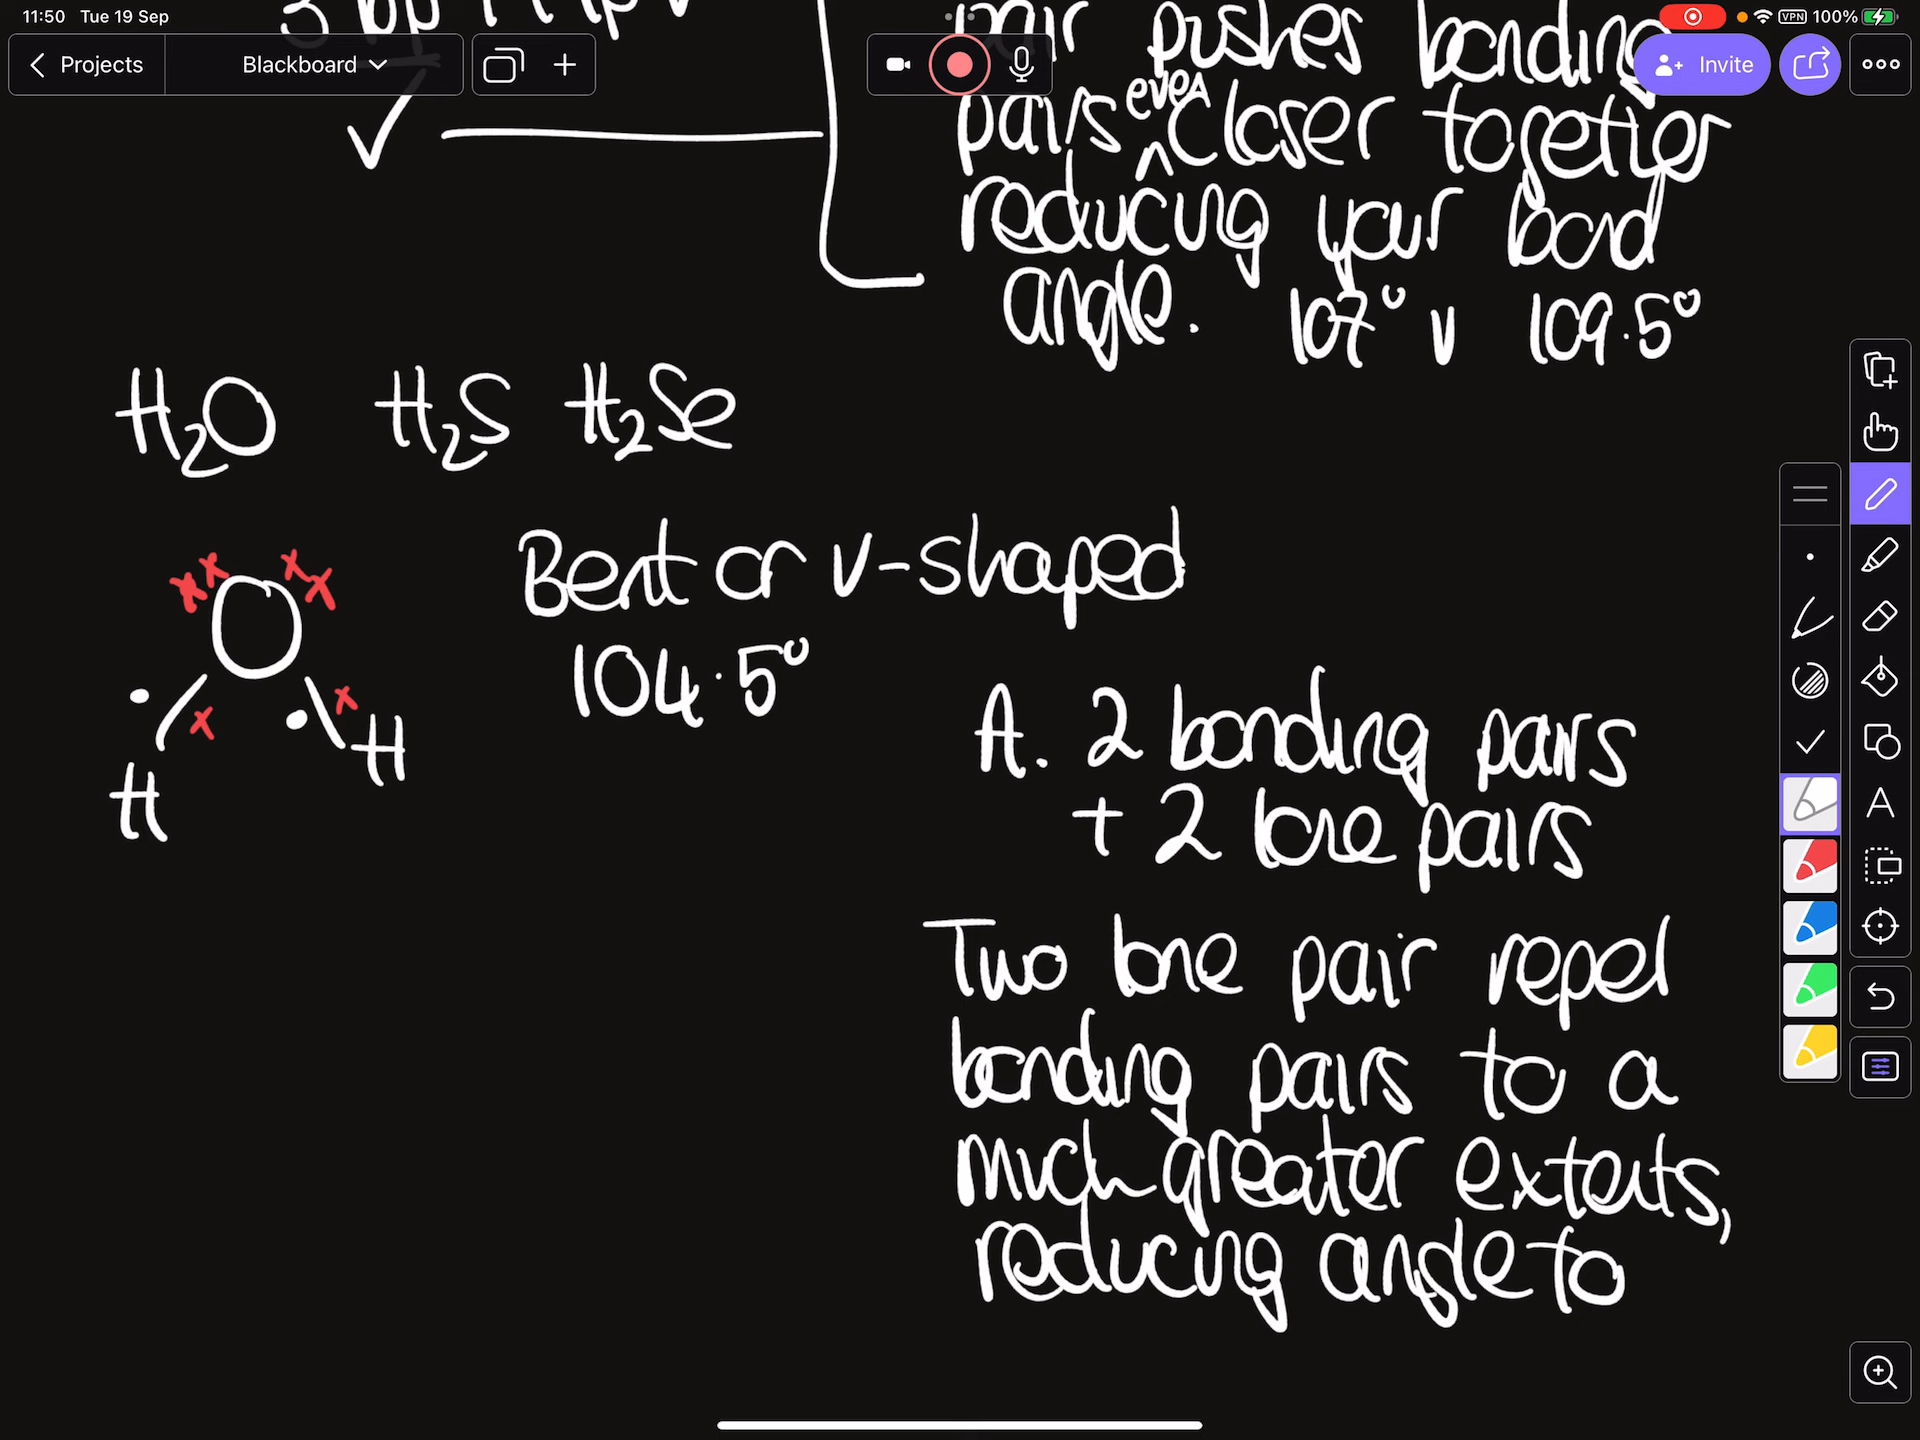 11:50 Tue 19 Sep
VPN 100%
Projects
Blackboard
Invite
pair pushes bonding
pairs even closer together
reducing your bond
angle. 107° v 109.5°
H₂O H₂S H₂Se
Bent or v-shaped
104.5°
H
H
A. 2 bonding pairs
+ 2 lone pairs
Two lone pair repel
bonding pairs to a
much greater extents,
reducing angle to
A